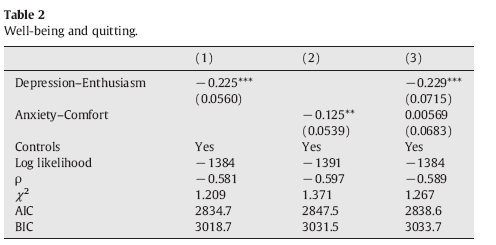 Table 2
Well-being and quitting.
(1) (2) (3)
Depression–Enthusiasm −0.225*** −0.229***
(0.0560) (0.0715)
Anxiety–Comfort −0.125** 0.00569
(0.0539) (0.0683)
Controls Yes Yes Yes
Log likelihood −1384 −1391 −1384
ρ −0.581 −0.597 −0.589
χ² 1.209 1.371 1.267
AIC 2834.7 2847.5 2838.6
BIC 3018.7 3031.5 3033.7